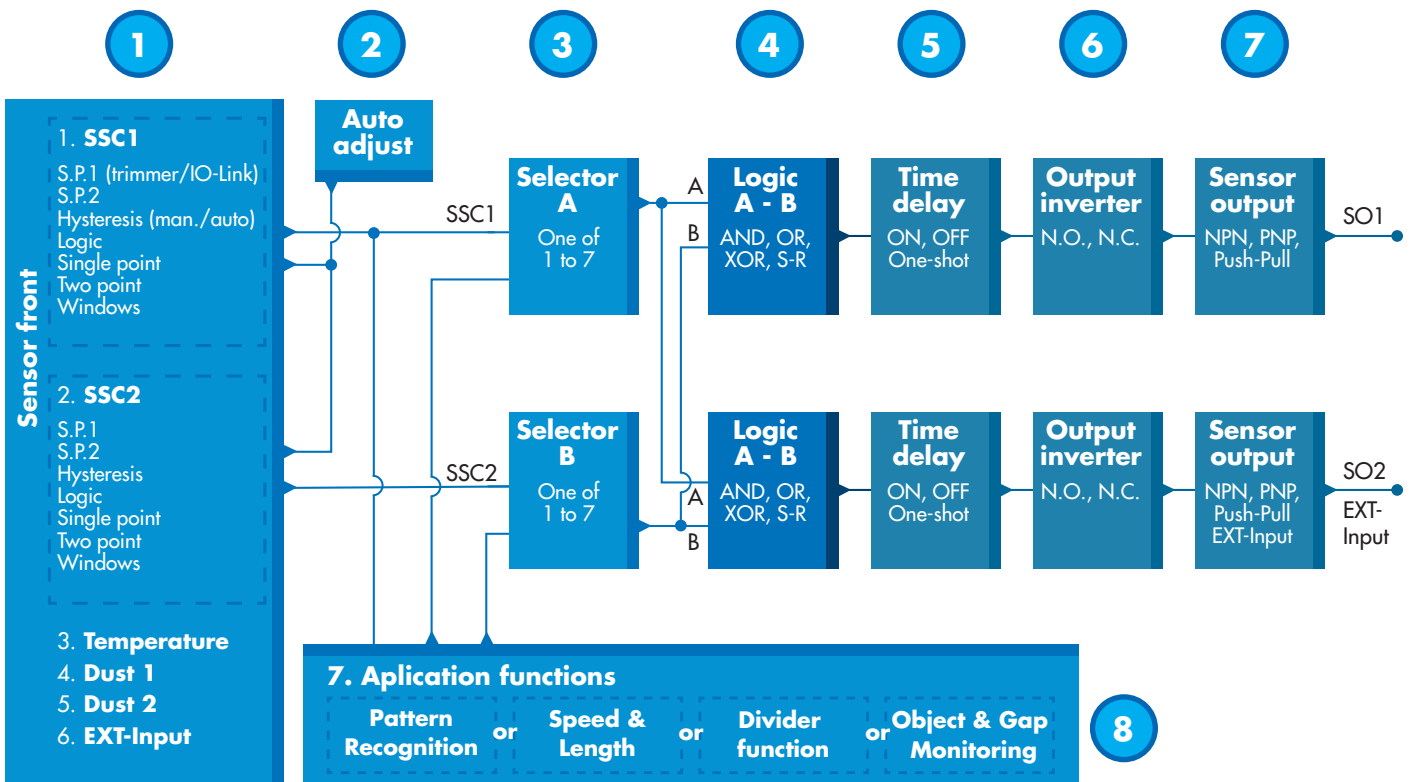 1
2
3
4
5
6
7
Sensor front
1. SSC1
S.P.1 (trimmer/IO-Link)
S.P.2
Hysteresis (man./auto)
Logic
Single point
Two point
Windows
2. SSC2
S.P.1
S.P.2
Hysteresis
Logic
Single point
Two point
Windows
3. Temperature
4. Dust 1
5. Dust 2
6. EXT-Input
Auto
adjust
SSC1
Selector
A
One of
1 to 7
A
B
Logic
A - B
AND, OR,
XOR, S-R
Time
delay
ON, OFF
One-shot
Output
inverter
N.O., N.C.
Sensor
output
NPN, PNP,
Push-Pull
SO1
SSC2
Selector
B
One of
1 to 7
A
B
Logic
A - B
AND, OR,
XOR, S-R
Time
delay
ON, OFF
One-shot
Output
inverter
N.O., N.C.
Sensor
output
NPN, PNP,
Push-Pull
EXT-Input
SO2
EXT-
Input
7. Aplication functions
Pattern
Recognition
or
Speed &
Length
or
Divider
function
or
Object & Gap
Monitoring
8